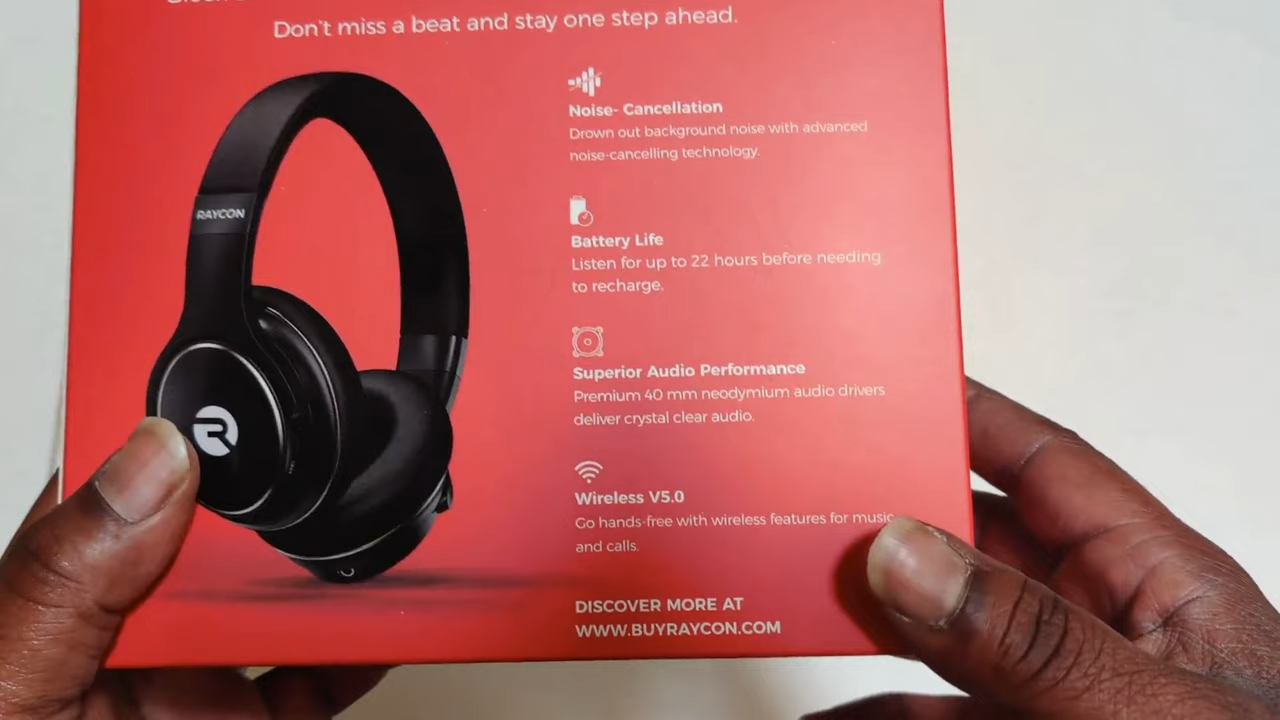 Don't miss a beat and stay one step ahead.
Noise- Cancellation
Drown out background noise with advanced
noise-cancelling technology.
RAYCON
Battery Life
Listen for up to 22 hours before needing
to recharge.
Superior Audio Performance
Premium 40 mm neodymium audio drivers
deliver crystal clear audio.
Wireless V5.0
Go hands-free with wireless features for music
and calls.
DISCOVER MORE AT
WWW.BUYRAYCON.COM